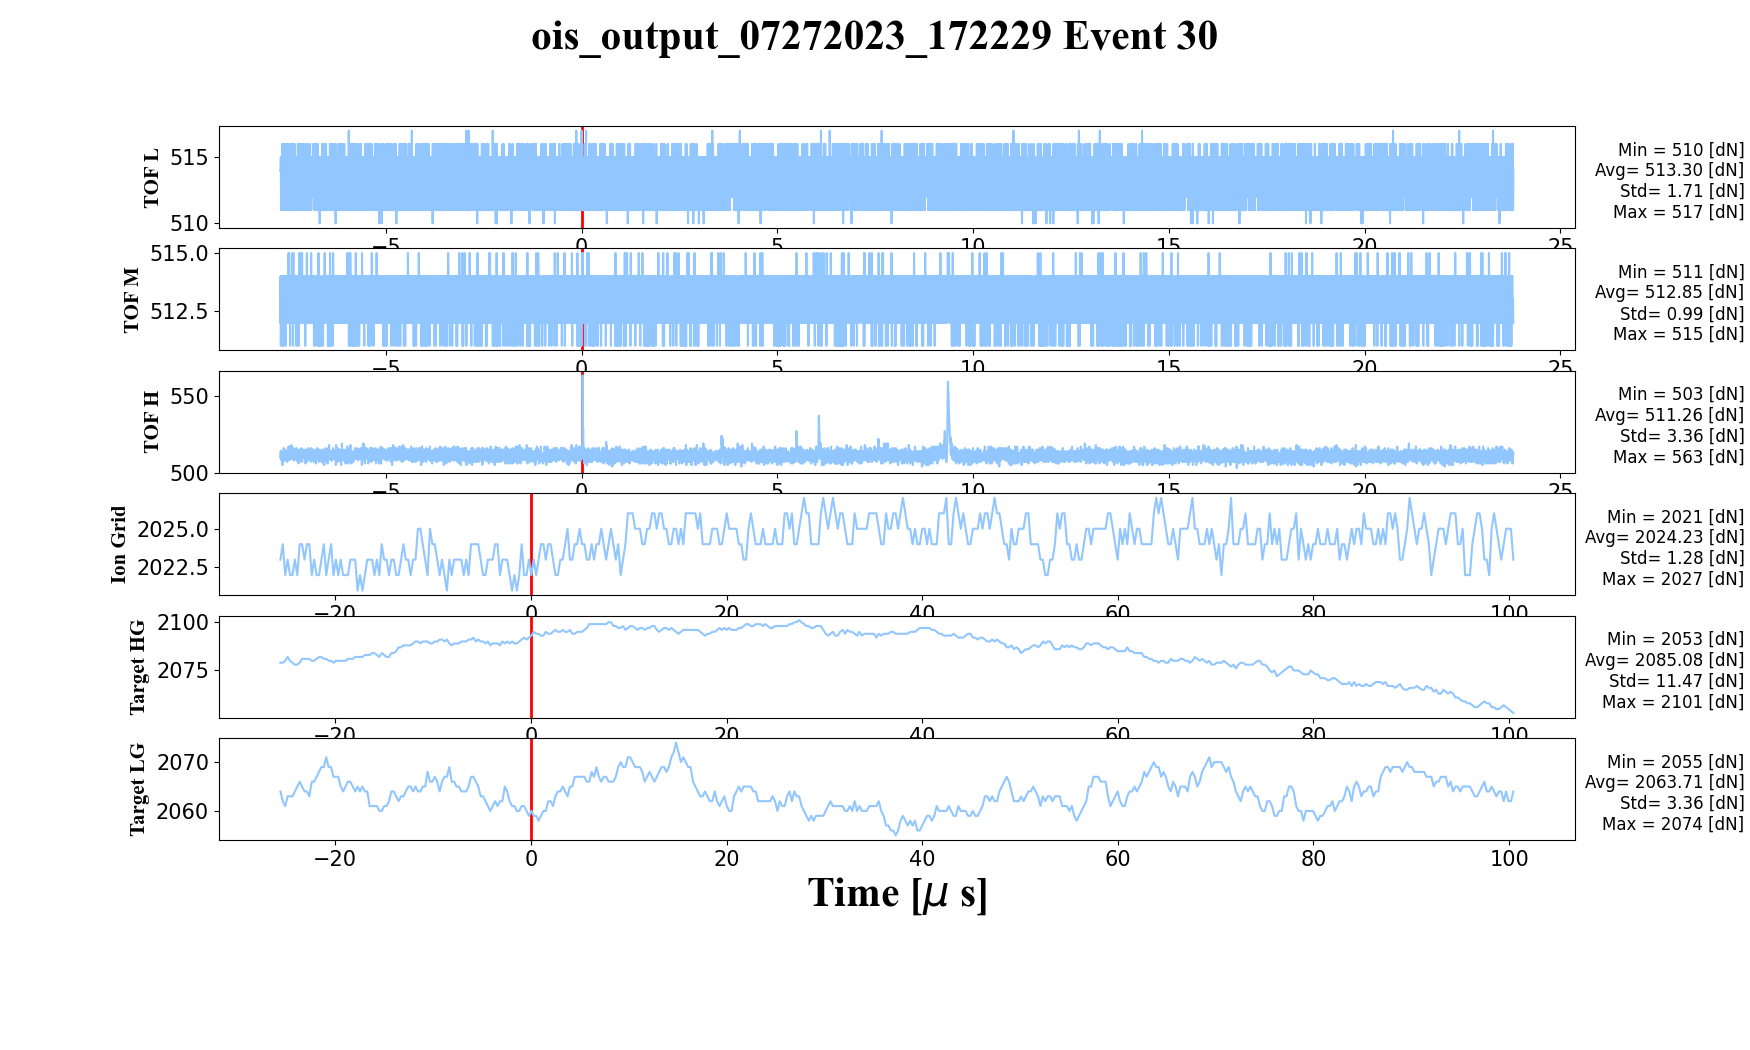 ois_output_07272023_172229 Event 30
TOF L
515
510
−5 0 5 10 15 20 25
Min = 510 [dN]
Avg= 513.30 [dN]
Std= 1.71 [dN]
Max = 517 [dN]
TOF M
515.0
512.5
−5 0 5 10 15 20 25
Min = 511 [dN]
Avg= 512.85 [dN]
Std= 0.99 [dN]
Max = 515 [dN]
TOF H
550
500
−5 0 5 10 15 20 25
Min = 503 [dN]
Avg= 511.26 [dN]
Std= 3.36 [dN]
Max = 563 [dN]
Ion Grid
2025.0
2022.5
−20 0 20 40 60 80 100
Min = 2021 [dN]
Avg= 2024.23 [dN]
Std= 1.28 [dN]
Max = 2027 [dN]
Target HG
2100
2075
−20 0 20 40 60 80 100
Min = 2053 [dN]
Avg= 2085.08 [dN]
Std= 11.47 [dN]
Max = 2101 [dN]
Target LG
2070
2060
−20 0 20 40 60 80 100
Min = 2055 [dN]
Avg= 2063.71 [dN]
Std= 3.36 [dN]
Max = 2074 [dN]
Time [μ s]